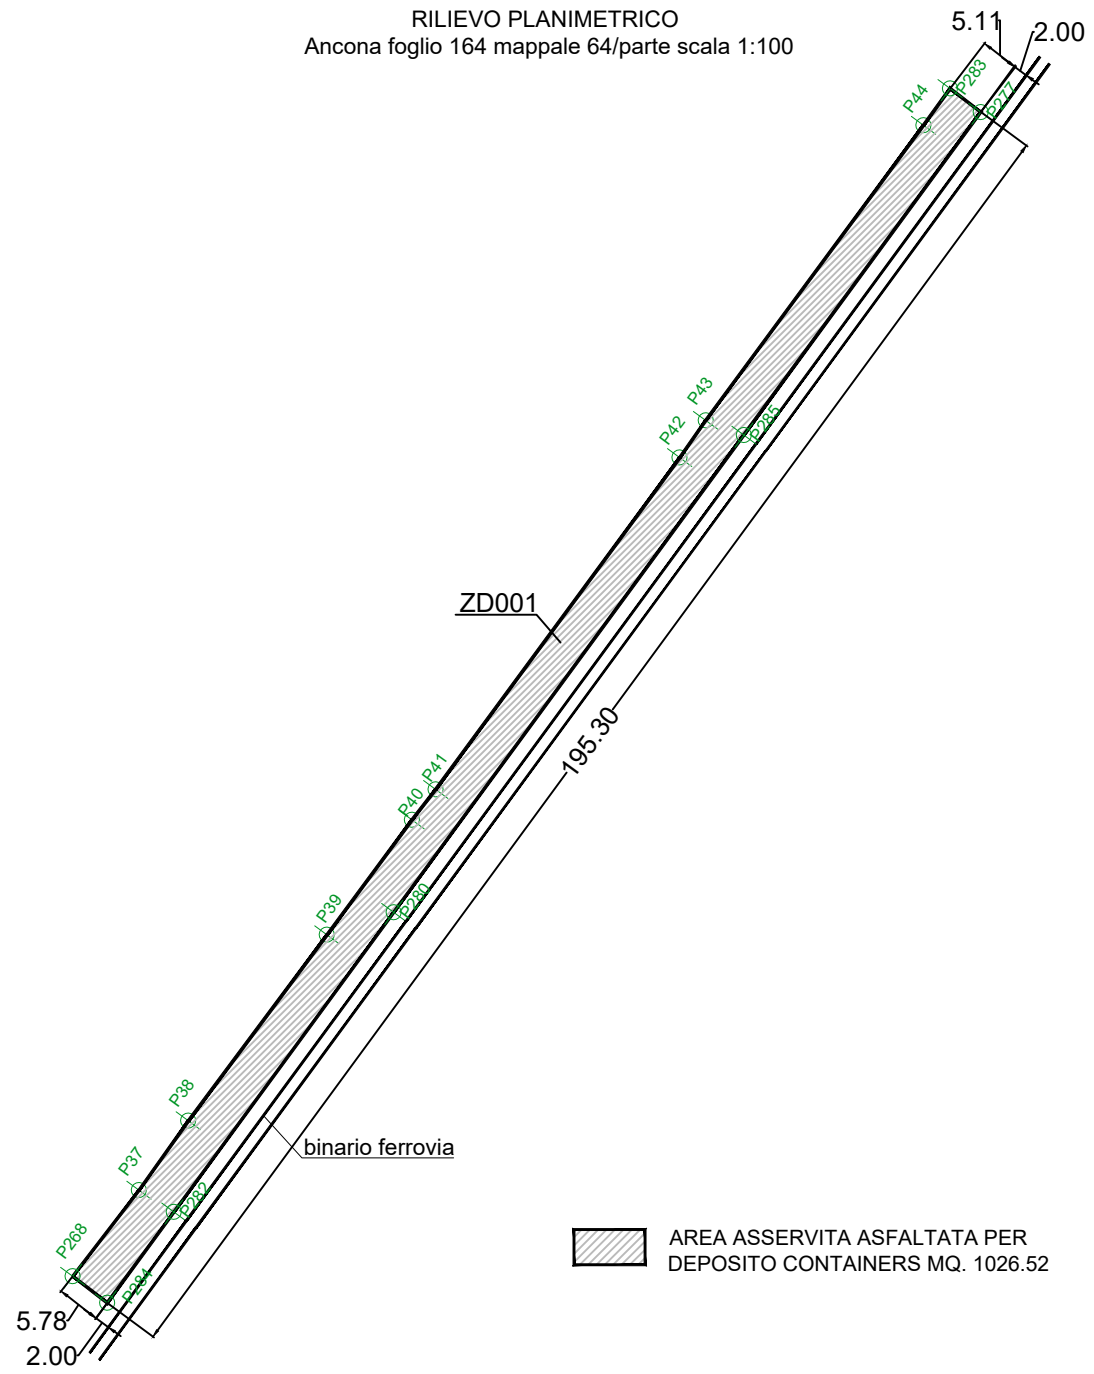 RILIEVO PLANIMETRICO
Ancona foglio 164 mappale 64/parte scala 1:100
5.11
2.00
P283
P277
P44
P43
P42
P285
ZD001
195.30
P41
P40
P280
P39
P38
binario ferrovia
P37
P282
P268
P284
5.78
2.00
AREA ASSERVITA ASFALTATA PER
DEPOSITO CONTAINERS MQ. 1026.52